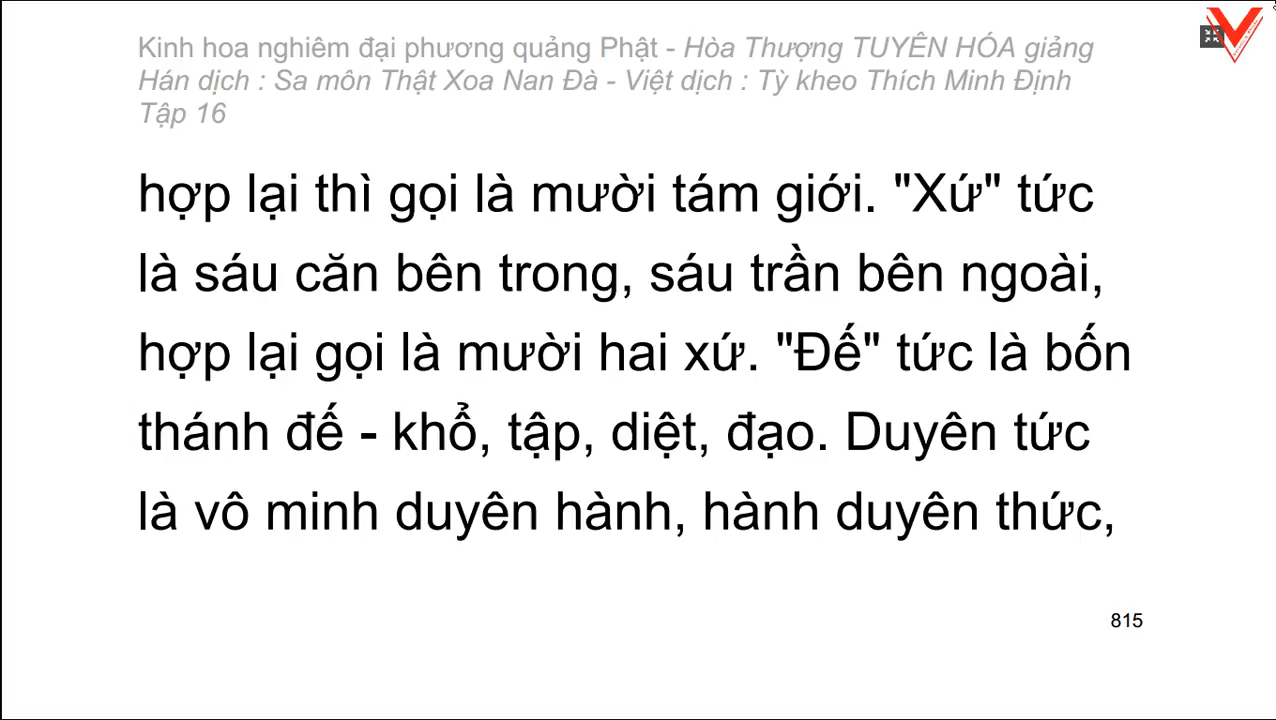 Kinh hoa nghiêm đại phương quảng Phật - Hòa Thượng TUYÊN HÓA giảng
Hán dịch : Sa môn Thật Xoa Nan Đà - Việt dịch : Tỳ kheo Thích Minh Định
Tập 16
hợp lại thì gọi là mười tám giới. "Xứ" tức
là sáu căn bên trong, sáu trần bên ngoài,
hợp lại gọi là mười hai xứ. "Đế" tức là bốn
thánh đế - khổ, tập, diệt, đạo. Duyên tức
là vô minh duyên hành, hành duyên thức,
815